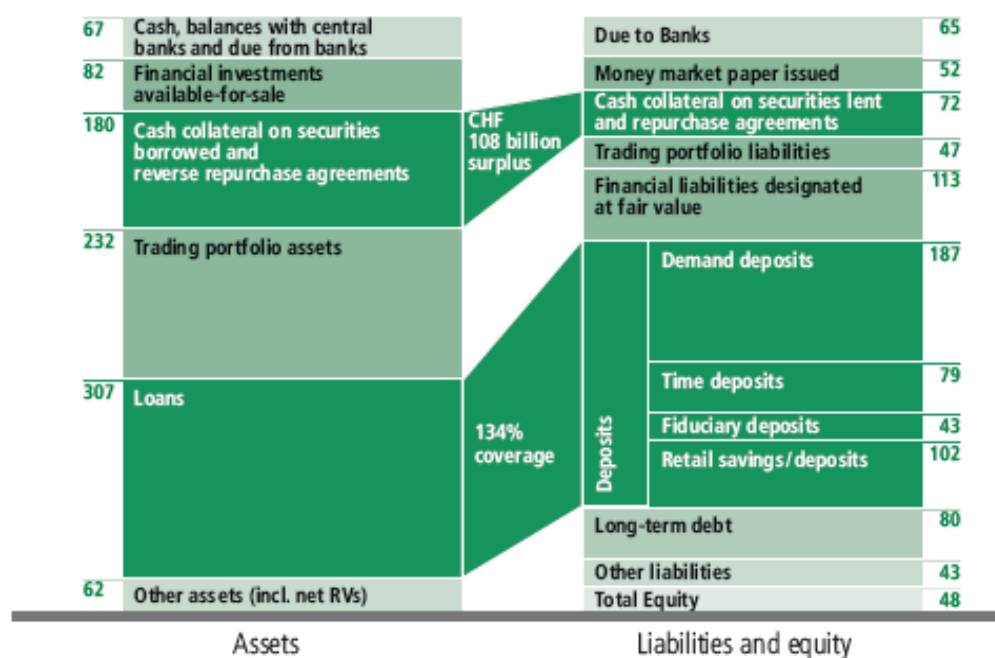 67
Cash, balances with central
banks and due from banks
82
Financial investments
available-for-sale
180
Cash collateral on securities
borrowed and
reverse repurchase agreements
232
Trading portfolio assets
307
Loans
62
Other assets (incl. net RVs)
CHF
108 billion
surplus
134%
coverage
Due to Banks
65
Money market paper issued
52
Cash collateral on securities lent
and repurchase agreements
72
Trading portfolio liabilities
47
Financial liabilities designated
at fair value
113
Deposits
Demand deposits
187
Time deposits
79
Fiduciary deposits
43
Retail savings/deposits
102
Long-term debt
80
Other liabilities
43
Total Equity
48
Assets
Liabilities and equity